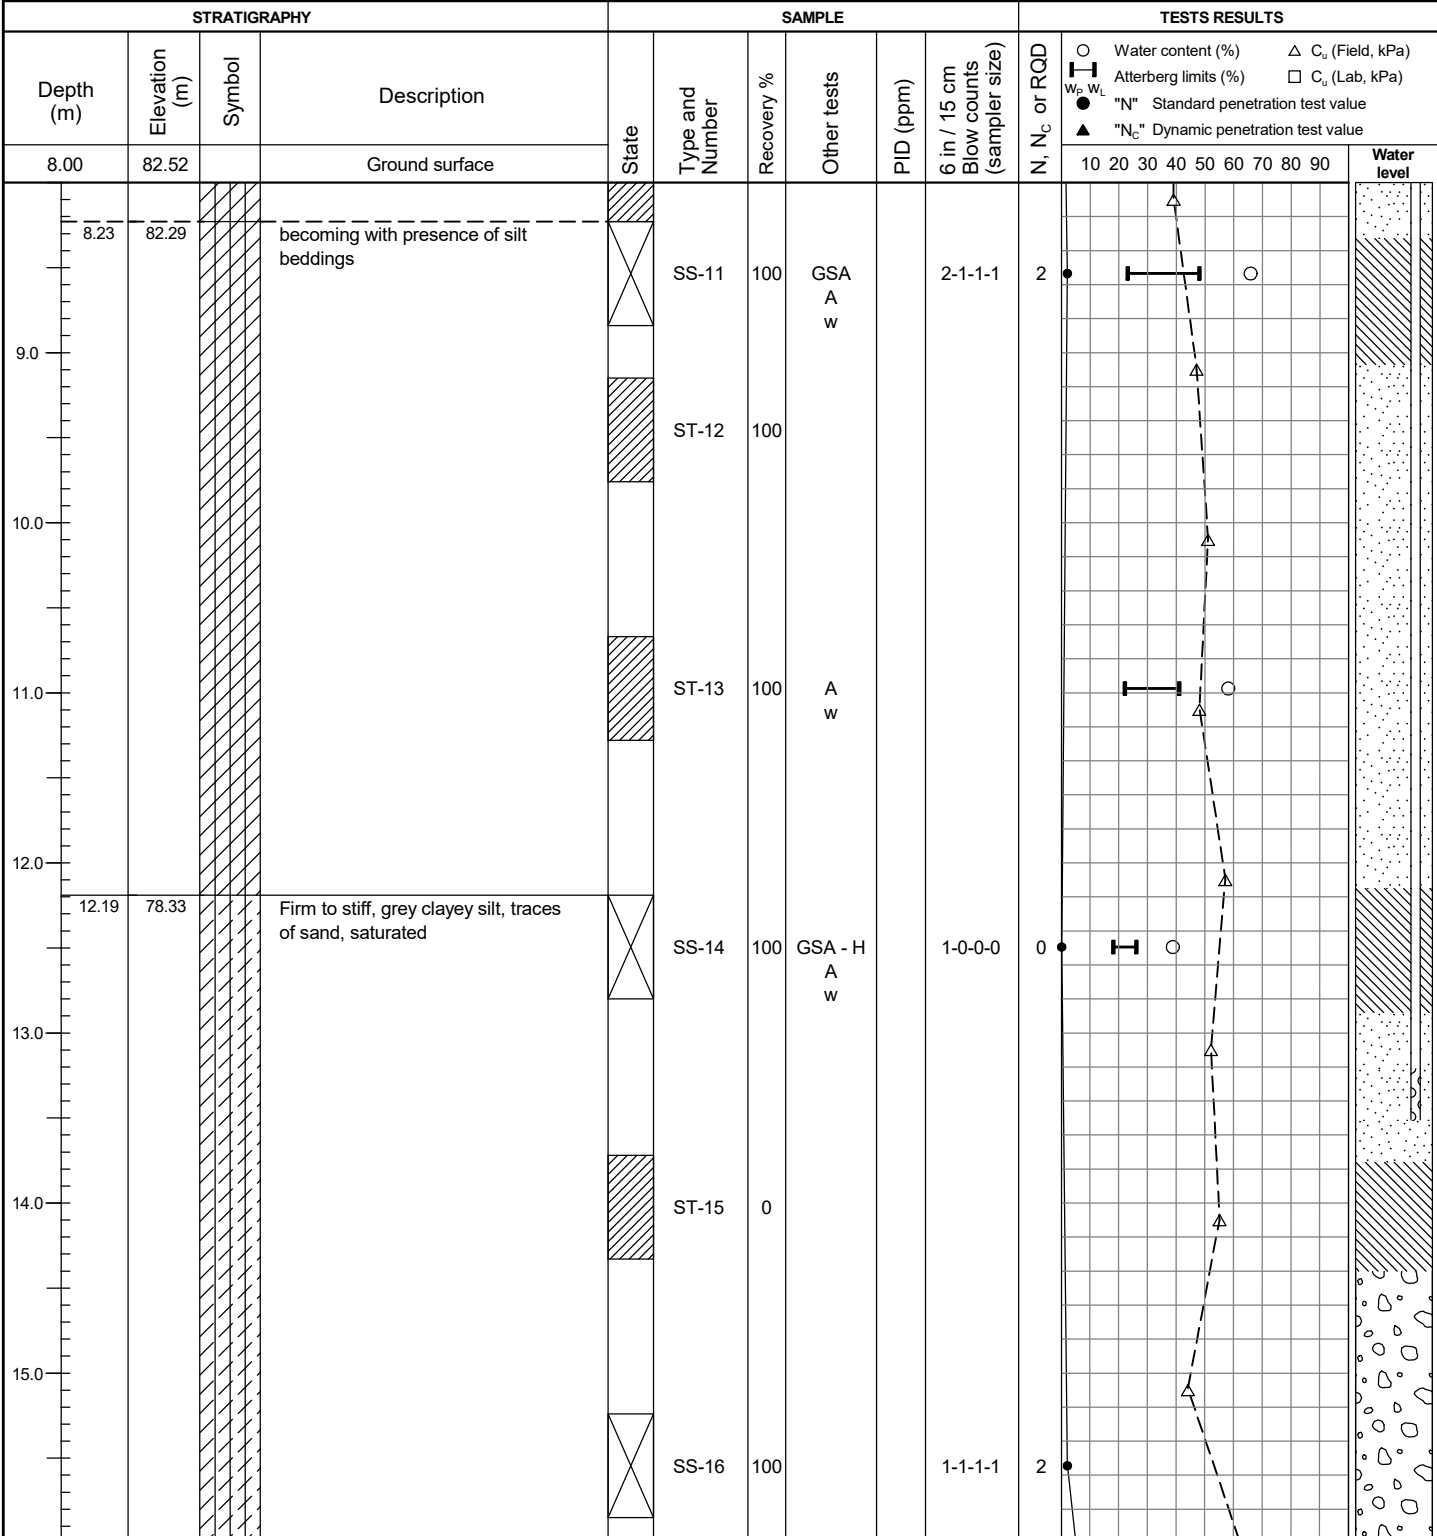 STRATIGRAPHY
SAMPLE
TESTS RESULTS
Depth
(m)
Elevation
(m)
Symbol
Description
State
Type and
Number
Recovery %
Other tests
PID (ppm)
6 in / 15 cm
Blow counts
(sampler size)
N, NC or RQD
Water content (%)
Cu (Field, kPa)
Atterberg limits (%)
Cu (Lab, kPa)
WP WL
"N" Standard penetration test value
"NC" Dynamic penetration test value
8.00 82.52 Ground surface
10 20 30 40 50 60 70 80 90
Water
level
8.23 82.29 becoming with presence of silt
beddings
SS-11 100 GSA 2-1-1-1 2
A
w
9.0
ST-12 100
10.0
11.0
ST-13 100 A
w
12.0
12.19 78.33 Firm to stiff, grey clayey silt, traces
of sand, saturated
SS-14 100 GSA - H 1-0-0-0 0
A
w
13.0
14.0
ST-15 0
15.0
SS-16 100 1-1-1-1 2